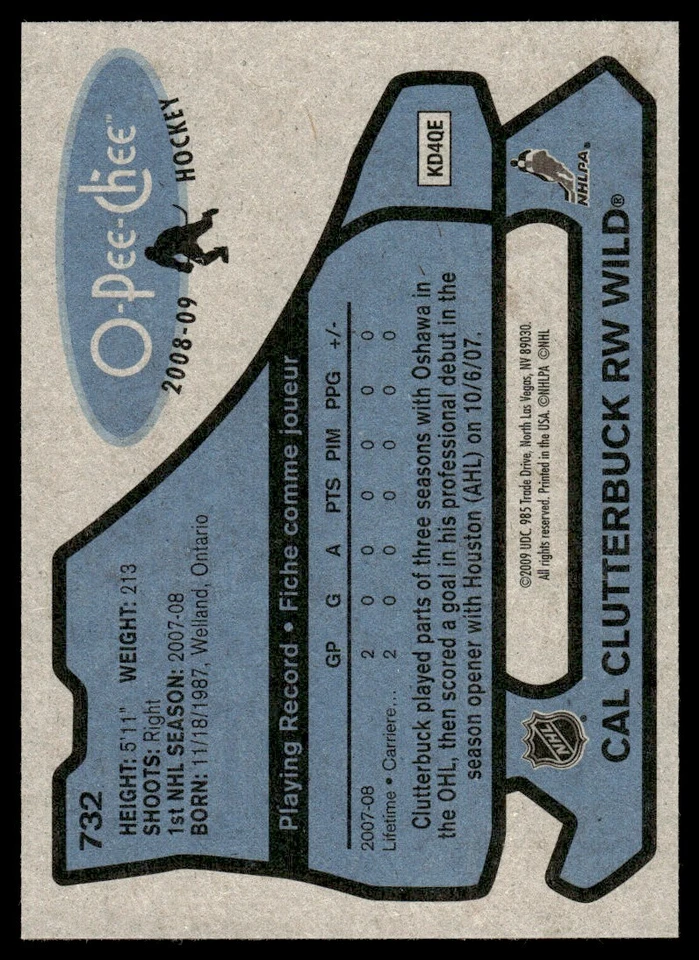 732
O-Pee-Chee™
2008-09 HOCKEY
HEIGHT: 5'11" WEIGHT: 213
SHOOTS: Right
1st NHL SEASON: 2007-08
BORN: 11/18/1987, Welland, Ontario
Playing Record • Fiche comme joueur
GP G A PTS PIM PPG +/-
2007-08 2 0 0 0 0 0 0
Lifetime • Carriere... 2 0 0 0 0 0 0
Clutterbuck played parts of three seasons with Oshawa in
the OHL, then scored a goal in his professional debut in the
season opener with Houston (AHL) on 10/6/07.
KD4QE
©2009 UDC. 985 Trade Drive, North Las Vegas, NV 89030.
All rights reserved. Printed in the USA. ©NHLPA ©NHL
NHL®
NHLPA®
CAL CLUTTERBUCK RW WILD®